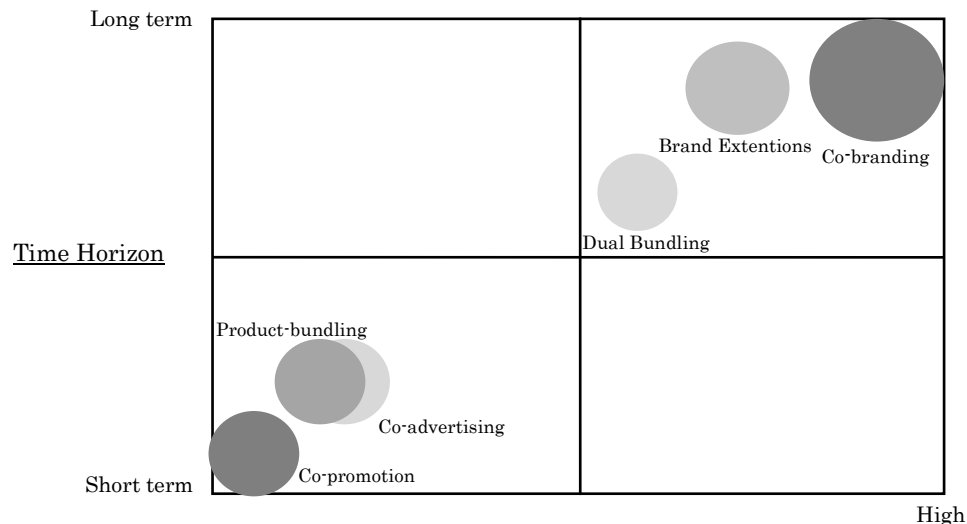 Long term
Brand Extentions
Co-branding
Dual Bundling
Time Horizon
Product-bundling
Co-advertising
Co-promotion
Short term
High